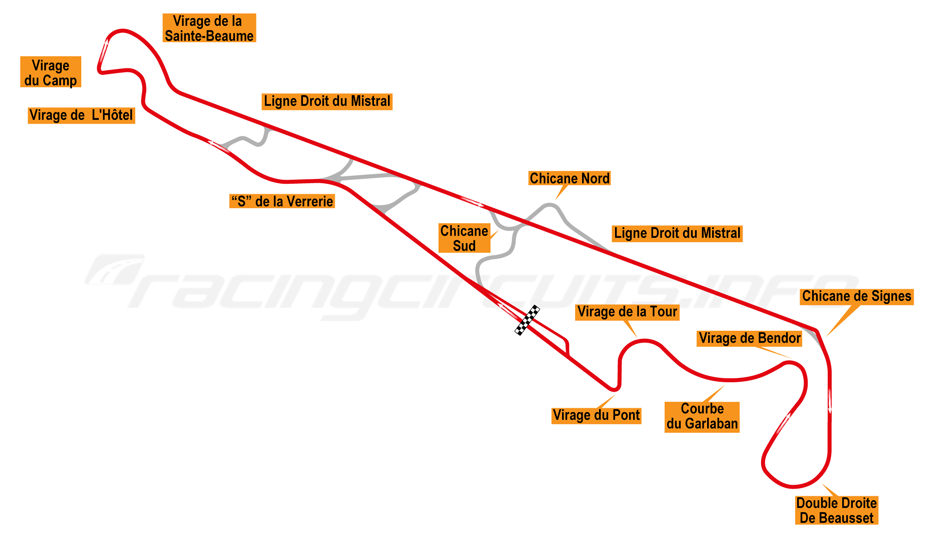 Virage de la
Sainte-Beaume
Virage
du Camp
Virage de L'Hôtel
Ligne Droit du Mistral
"S" de la Verrerie
Chicane Nord
Chicane
Sud
Ligne Droit du Mistral
racingcircuits.info
Chicane de Signes
Virage de la Tour
Virage de Bendor
Virage du Pont
Courbe
du Garlaban
Double Droite
De Beausset